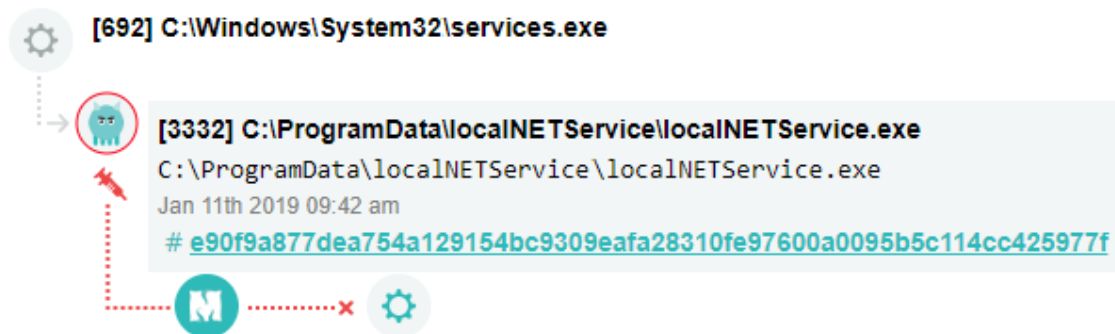 [692] C:\Windows\System32\services.exe
[3332] C:\ProgramData\localNETService\localNETService.exe
C:\ProgramData\localNETService\localNETService.exe
Jan 11th 2019 09:42 am
# e90f9a877dea754a129154bc9309eafa28310fe97600a0095b5c114cc425977f